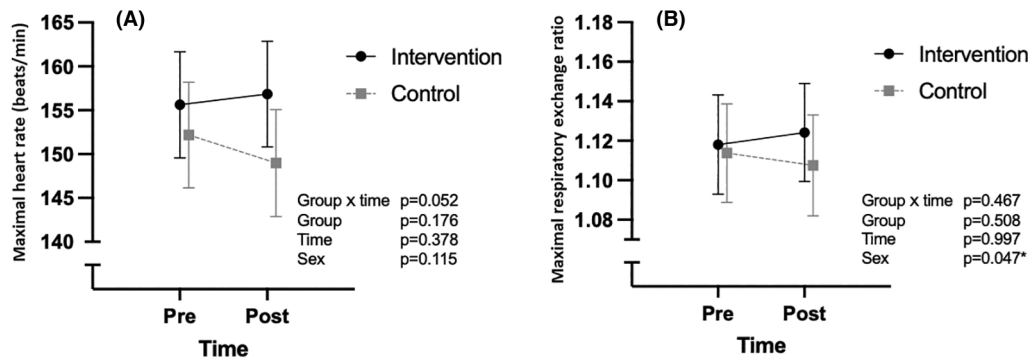 (A)
Maximal heart rate (beats/min)
165
160
155
150
145
140
Intervention
Control
Group x time p=0.052
Group p=0.176
Time p=0.378
Sex p=0.115
Pre Post
Time
(B)
Maximal respiratory exchange ratio
1.18
1.16
1.14
1.12
1.10
1.08
Intervention
Control
Group x time p=0.467
Group p=0.508
Time p=0.997
Sex p=0.047*
Pre Post
Time